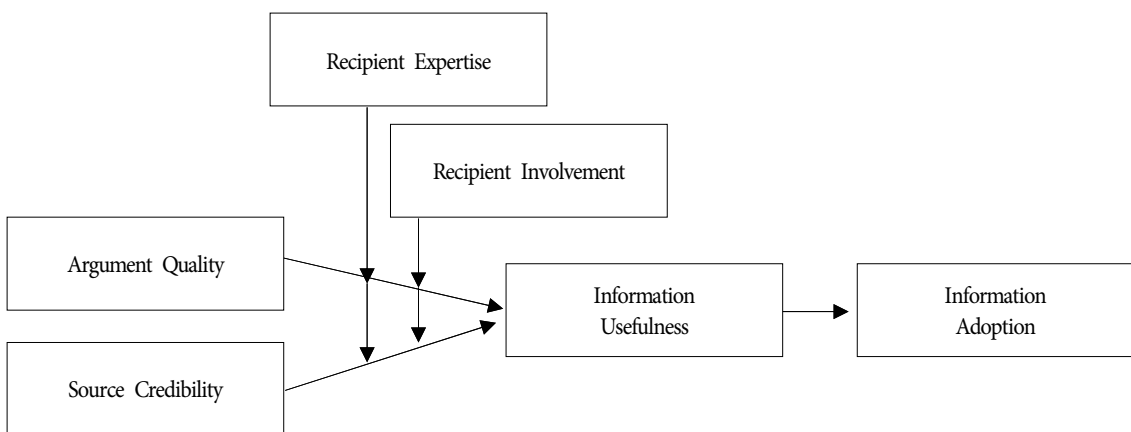 Recipient Expertise
Recipient Involvement
Argument Quality
Information
Usefulness
Information
Adoption
Source Credibility